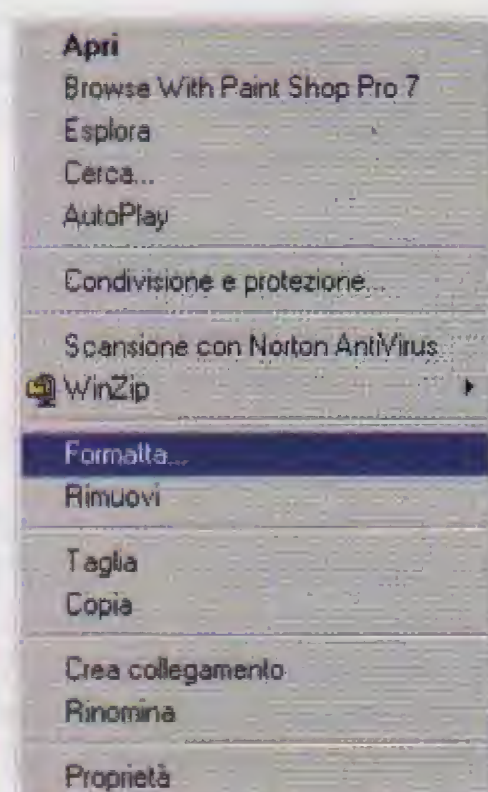 Apri
Browse With Paint Shop Pro 7
Esplora
Cerca...
AutoPlay
Condivisione e protezione...
Scansione con Norton AntiVirus
WinZip
Formatta...
Rimuovi
Taglia
Copia
Crea collegamento
Rinomina
Proprietà